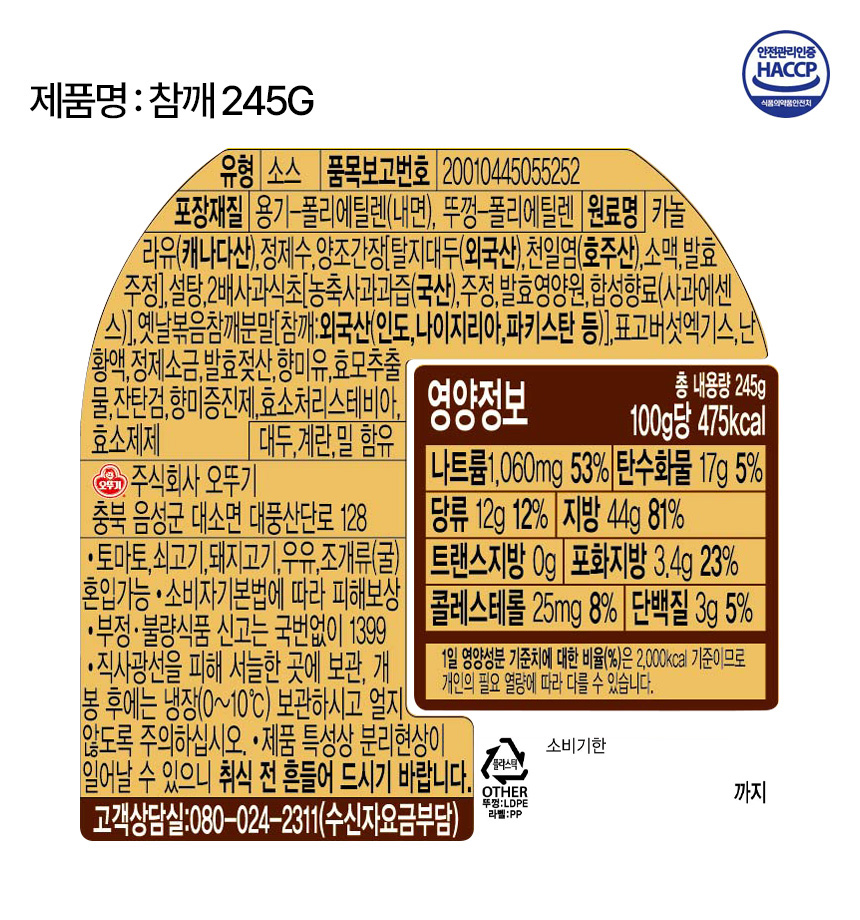 안전관리인증
HACCP
식품의약품안전처
제품명 : 참깨 245G
유형 소스 품목보고번호 20010445055252
포장재질 용기-폴리에틸렌(내면), 뚜껑-폴리에틸렌 원료명 카놀
라유(캐나다산),정제수,양조간장[탈지대두(외국산),천일염(호주산),소맥,발효
주정],설탕,2배사과식초[농축사과과즙(국산),주정,발효영양원,합성향료(사과에센
스)],옛날볶음참깨분말[참깨:외국산(인도,나이지리아,파키스탄 등)],표고버섯엑기스,난
황액,정제소금,발효젖산,향미유,효모추출
물,잔탄검,향미증진제,효소처리스테비아,
효소제제 대두,계란,밀 함유
오뚜기 주식회사 오뚜기
충북 음성군 대소면 대풍산단로 128
•토마토,쇠고기,돼지고기,우유,조개류(굴)
혼입가능 •소비자기본법에 따라 피해보상
•부정·불량식품 신고는 국번없이 1399
•직사광선을 피해 서늘한 곳에 보관, 개
봉 후에는 냉장(0~10℃) 보관하시고 얼지
않도록 주의하십시오. •제품 특성상 분리현상이
일어날 수 있으니 취식 전 흔들어 드시기 바랍니다.
고객상담실:080-024-2311(수신자요금부담)
영양정보 총 내용량 245g
100g당 475kcal
나트륨1,060mg 53% 탄수화물 17g 5%
당류 12g 12% 지방 44g 81%
트랜스지방 0g 포화지방 3.4g 23%
콜레스테롤 25mg 8% 단백질 3g 5%
1일 영양성분 기준치에 대한 비율(%)은 2,000kcal 기준이므로
개인의 필요 열량에 따라 다를 수 있습니다.
플라스틱
OTHER
뚜껑:LDPE
라벨:PP
소비기한
까지